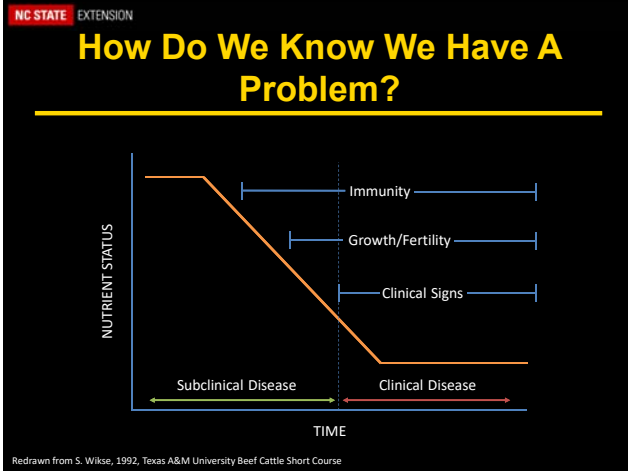 NC STATE EXTENSION
How Do We Know We Have A
Problem?
Immunity
Growth/Fertility
Clinical Signs
NUTRIENT STATUS
Subclinical Disease
Clinical Disease
TIME
Redrawn from S. Wikse, 1992, Texas A&M University Beef Cattle Short Course